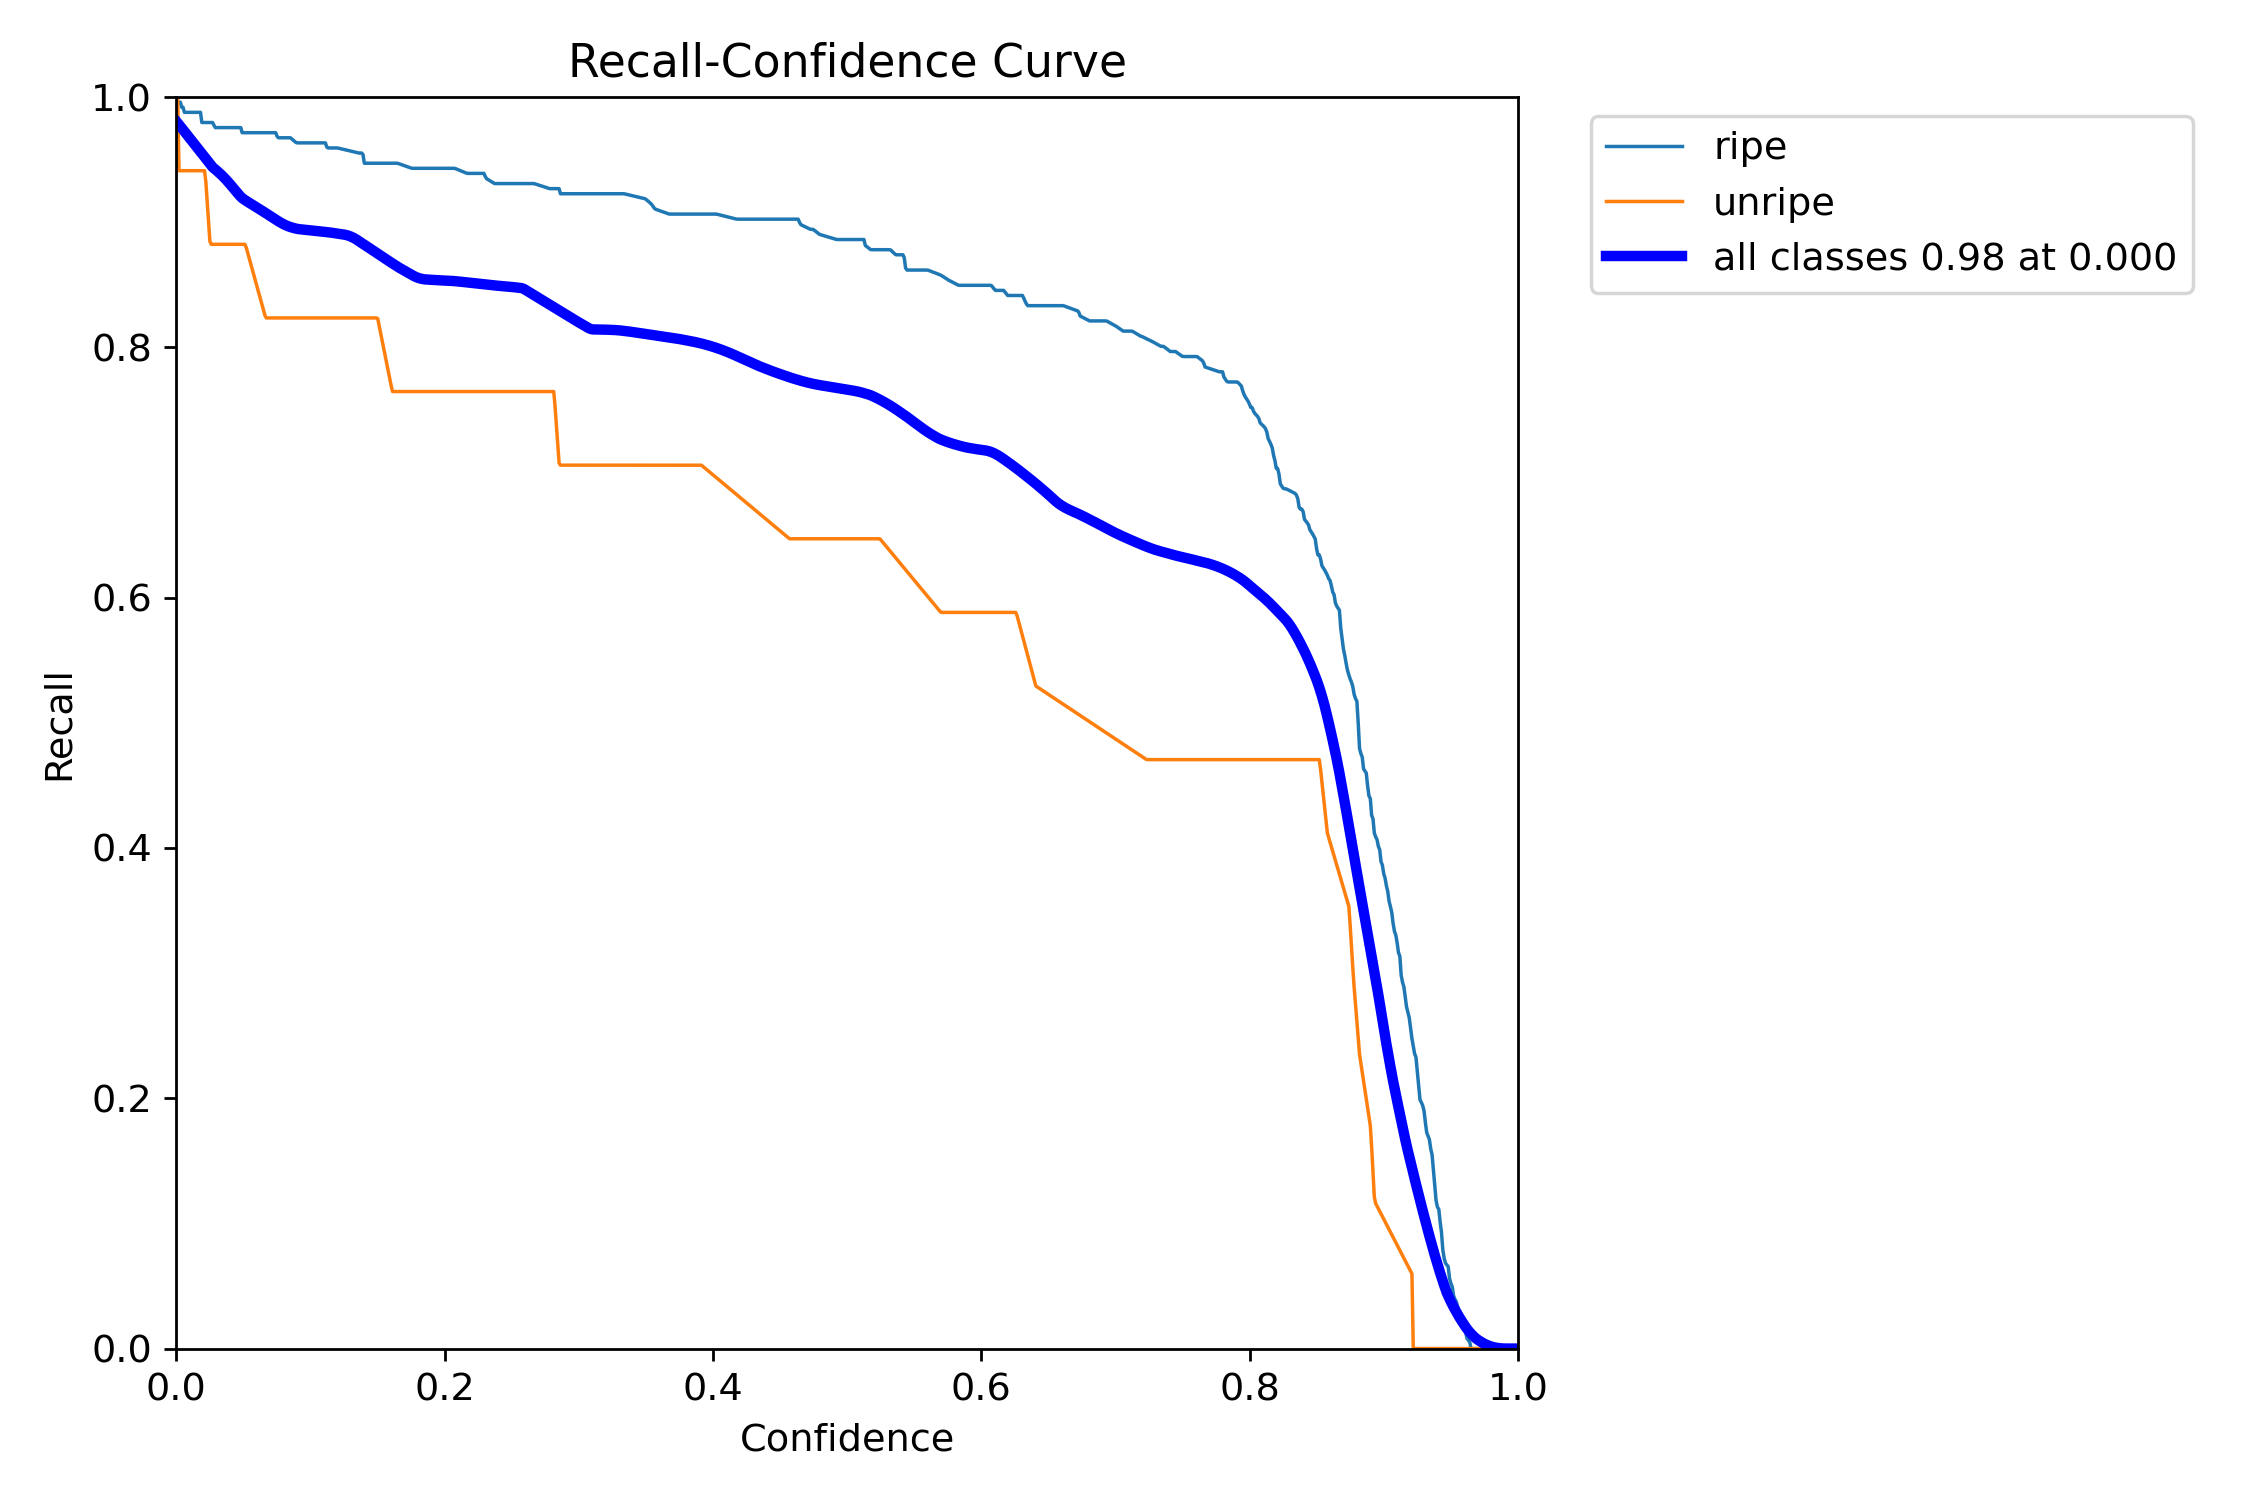 Recall-Confidence Curve
1.0
0.8
0.6
0.4
0.2
0.0
Recall
0.0 0.2 0.4 0.6 0.8 1.0
Confidence
ripe
unripe
all classes 0.98 at 0.000